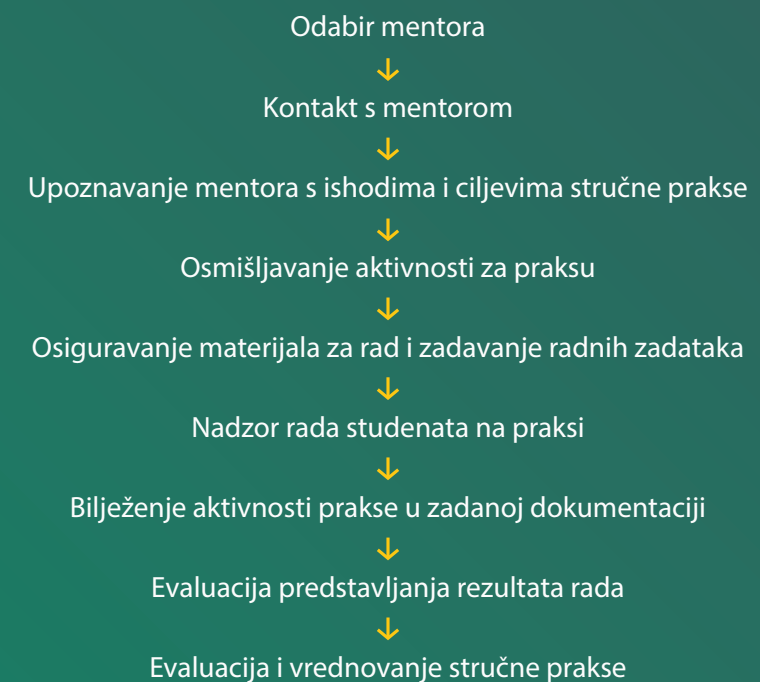 Odabir mentora
Kontakt s mentorom
Upoznavanje mentora s ishodima i ciljevima stručne prakse
Osmišljavanje aktivnosti za praksu
Osiguravanje materijala za rad i zadavanje radnih zadataka
Nadzor rada studenata na praksi
Bilježenje aktivnosti prakse u zadanoj dokumentaciji
Evaluacija predstavljanja rezultata rada
Evaluacija i vrednovanje stručne prakse